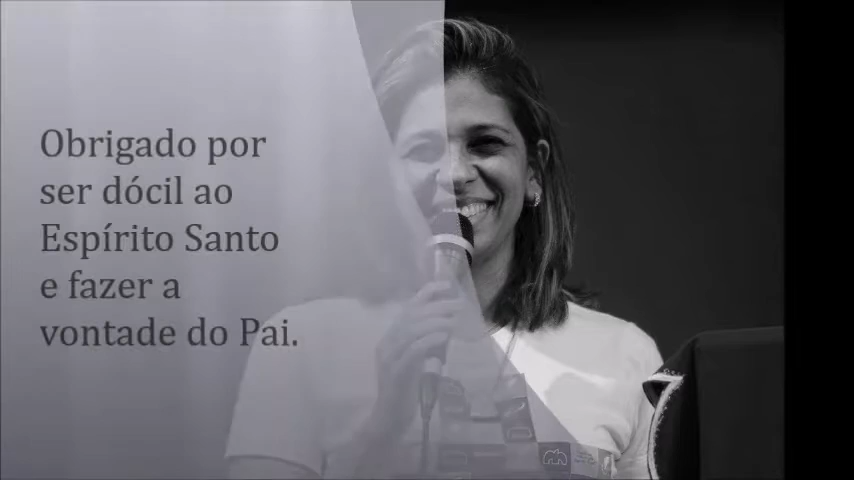 Obrigado por
ser dócil ao
Espírito Santo
e fazer a
vontade do Pai.